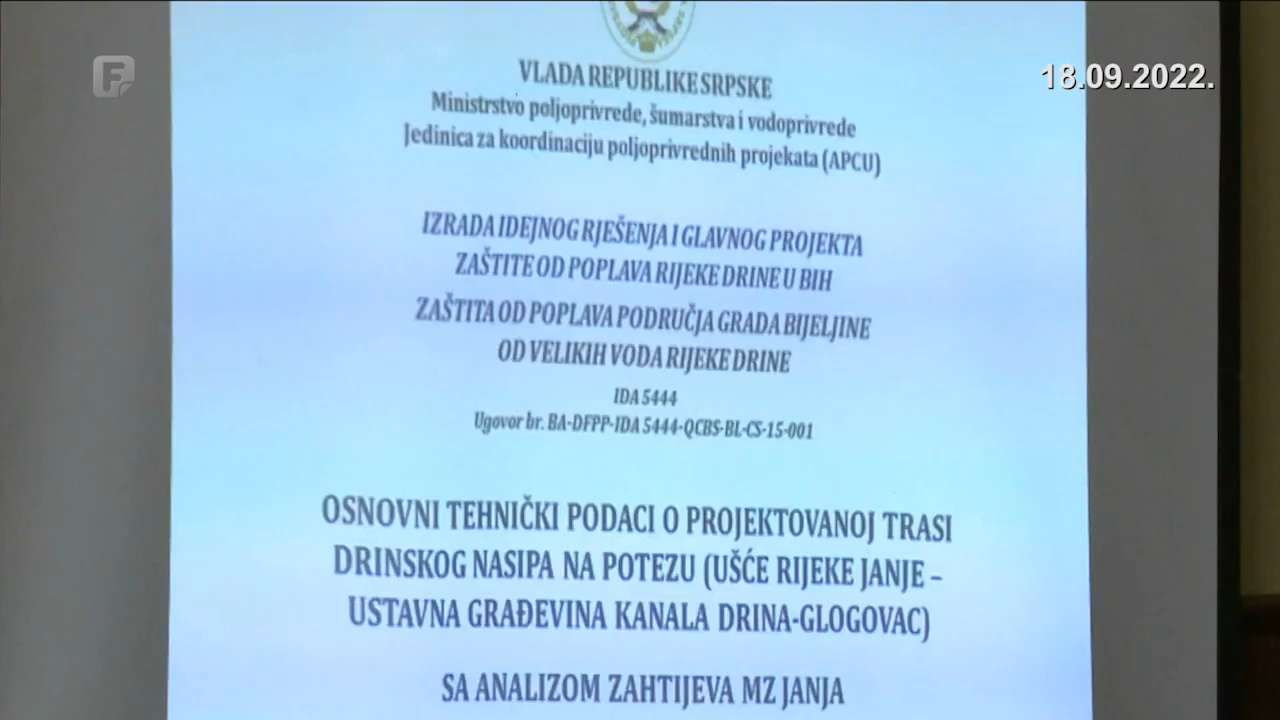 F
18.09.2022.
VLADA REPUBLIKE SRPSKE
Ministrstvo poljoprivrede, šumarstva i vodoprivrede
Jedinica za koordinaciju poljoprivrednih projekata (APCU)
IZRADA IDEJNOG RJEŠENJA I GLAVNOG PROJEKTA
ZAŠTITE OD POPLAVA RIJEKE DRINE U BIH
ZAŠTITA OD POPLAVA PODRUČJA GRADA BIJELJINE
OD VELIKIH VODA RIJEKE DRINE
IDA 5444
Ugovor br. BA-DFPP-IDA 5444-QCBS-BL-CS-15-001
OSNOVNI TEHNIČKI PODACI O PROJEKTOVANOJ TRASI
DRINSKOG NASIPA NA POTEZU (UŠĆE RIJEKE JANJE –
USTAVNA GRAĐEVINA KANALA DRINA-GLOGOVAC)
SA ANALIZOM ZAHTIJEVA MZ JANJA